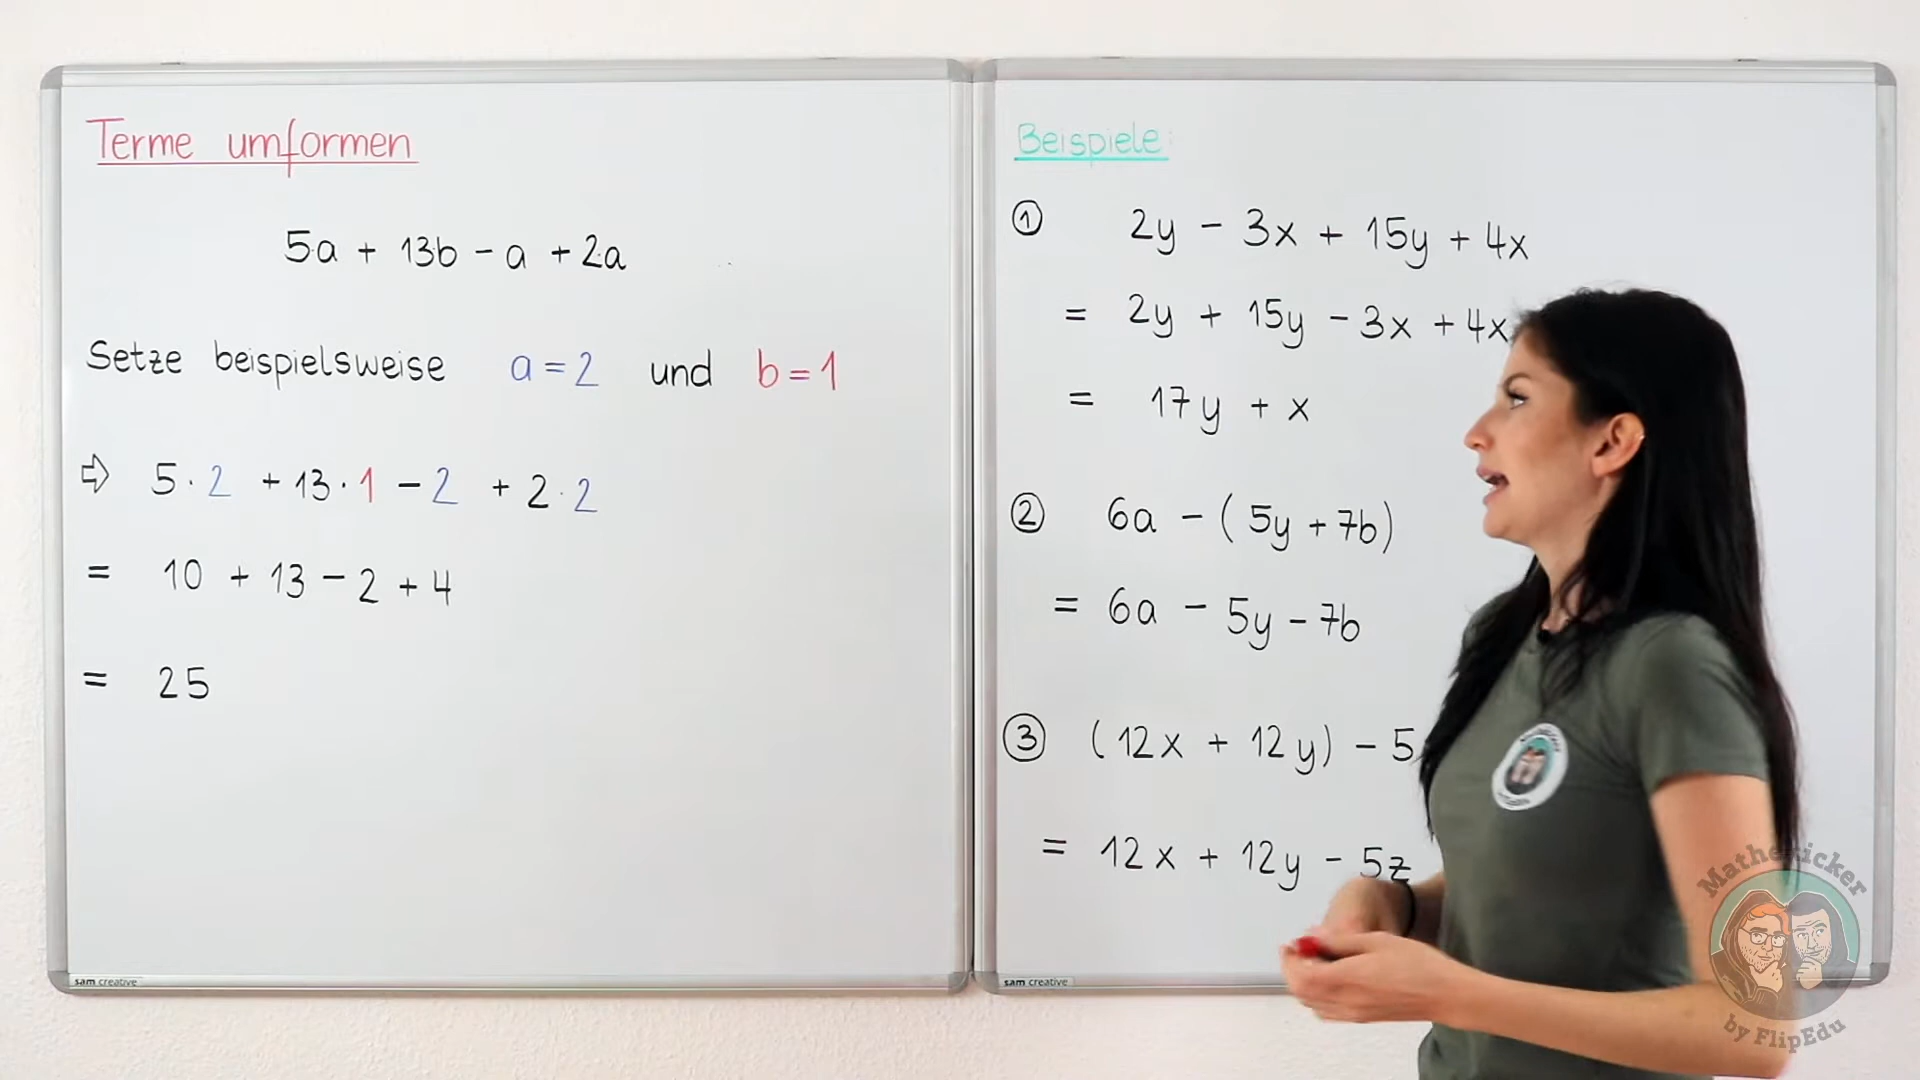 Terme umformen
5·a + 13b - a + 2·a
Setze beispielsweise a = 2 und b = 1
⇨ 5 · 2 + 13 · 1 - 2 + 2 · 2
= 10 + 13 - 2 + 4
= 25
sam creative
Beispiele:
① 2y - 3x + 15y + 4x
= 2y + 15y - 3x + 4x
= 17y + x
② 6a - (5y + 7b)
= 6a - 5y - 7b
③ (12x + 12y) - 5
= 12x + 12y - 5z
sam creative
Mathekicker
by FlipEdu